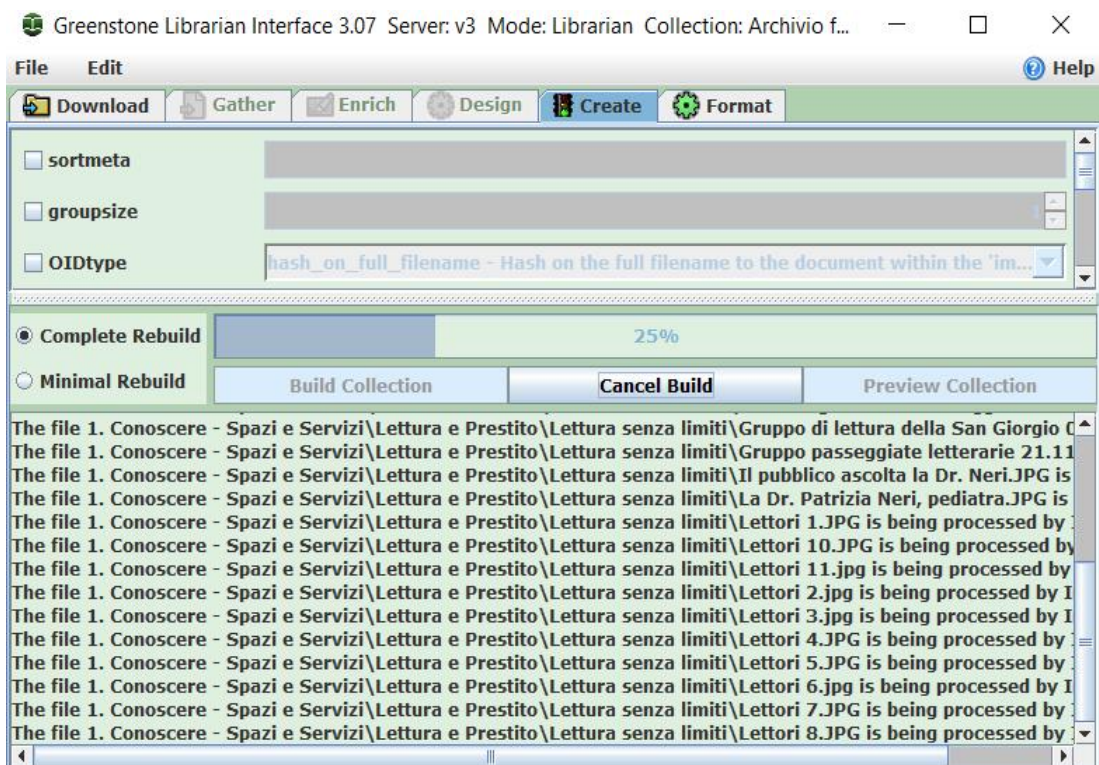 Greenstone Librarian Interface 3.07 Server: v3 Mode: Librarian Collection: Archivio f...
File Edit Help
Download Gather Enrich Design Create Format
sortmeta
groupsize
OIDtype hash_on_full_filename - Hash on the full filename to the document within the 'im...
Complete Rebuild 25%
Minimal Rebuild Build Collection Cancel Build Preview Collection
The file 1. Conoscere - Spazi e Servizi\Lettura e Prestito\Lettura senza limiti\Gruppo di lettura della San Giorgio
The file 1. Conoscere - Spazi e Servizi\Lettura e Prestito\Lettura senza limiti\Gruppo passeggiate letterarie 21.11
The file 1. Conoscere - Spazi e Servizi\Lettura e Prestito\Lettura senza limiti\Il pubblico ascolta la Dr. Neri.JPG is
The file 1. Conoscere - Spazi e Servizi\Lettura e Prestito\Lettura senza limiti\La Dr. Patrizia Neri, pediatra.JPG is
The file 1. Conoscere - Spazi e Servizi\Lettura e Prestito\Lettura senza limiti\Lettori 1.JPG is being processed by
The file 1. Conoscere - Spazi e Servizi\Lettura e Prestito\Lettura senza limiti\Lettori 10.JPG is being processed by
The file 1. Conoscere - Spazi e Servizi\Lettura e Prestito\Lettura senza limiti\Lettori 11.jpg is being processed by
The file 1. Conoscere - Spazi e Servizi\Lettura e Prestito\Lettura senza limiti\Lettori 2.jpg is being processed by I
The file 1. Conoscere - Spazi e Servizi\Lettura e Prestito\Lettura senza limiti\Lettori 3.jpg is being processed by I
The file 1. Conoscere - Spazi e Servizi\Lettura e Prestito\Lettura senza limiti\Lettori 4.JPG is being processed by
The file 1. Conoscere - Spazi e Servizi\Lettura e Prestito\Lettura senza limiti\Lettori 5.JPG is being processed by
The file 1. Conoscere - Spazi e Servizi\Lettura e Prestito\Lettura senza limiti\Lettori 6.jpg is being processed by I
The file 1. Conoscere - Spazi e Servizi\Lettura e Prestito\Lettura senza limiti\Lettori 7.JPG is being processed by
The file 1. Conoscere - Spazi e Servizi\Lettura e Prestito\Lettura senza limiti\Lettori 8.JPG is being processed by